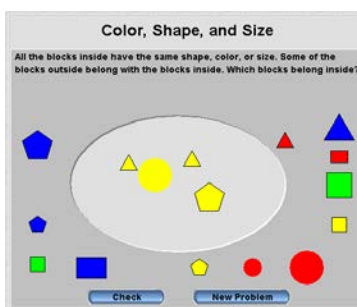 Color, Shape, and Size
All the blocks inside have the same shape, color, or size. Some of the
blocks outside belong with the blocks inside. Which blocks belong inside?
Check
New Problem